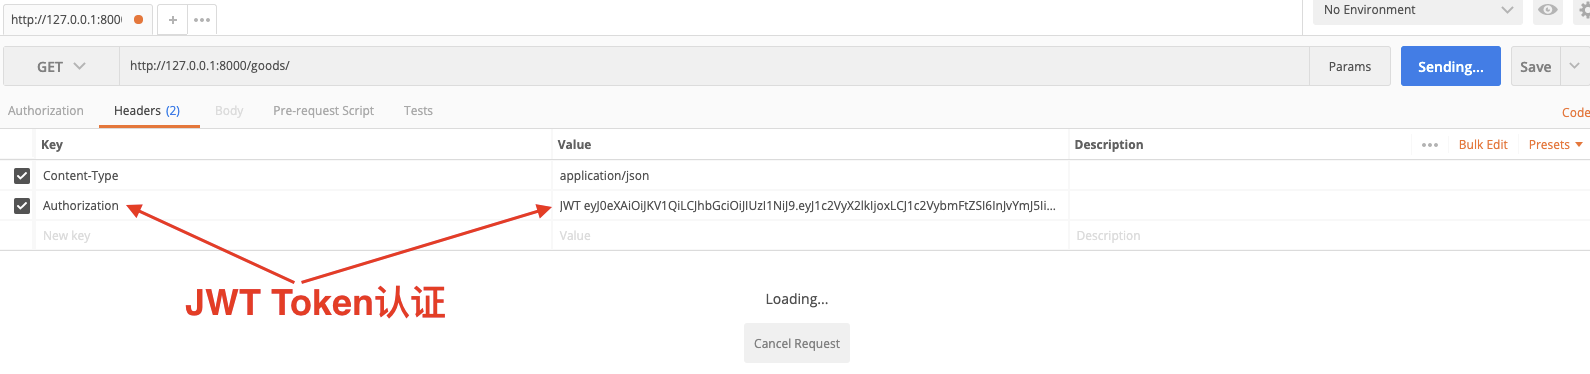 http://127.0.0.1:8000
No Environment
GET
http://127.0.0.1:8000/goods/
Params
Sending...
Save
Authorization
Headers (2)
Body
Pre-request Script
Tests
Code
Key
Value
Description
Bulk Edit
Presets
Content-Type
application/json
Authorization
JWT eyJ0eXAiOiJKV1QiLCJhbGciOiJIUzI1NiJ9.eyJ1c2VyX2lkIjoxLCJ1c2VybmFtZSI6InJvYmJ5Ii...
New key
Value
Description
JWT Token认证
Loading...
Cancel Request